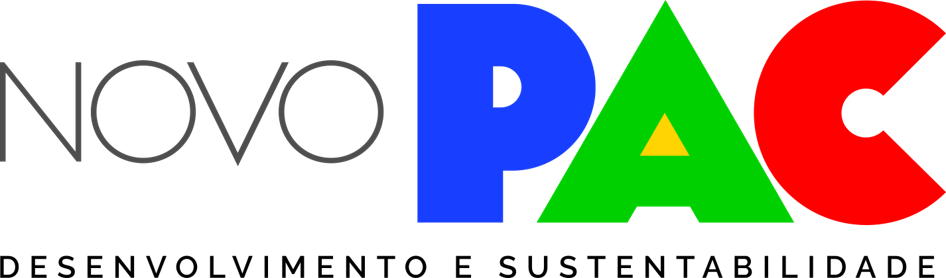 NOVO PAC
DESENVOLVIMENTO E SUSTENTABILIDADE